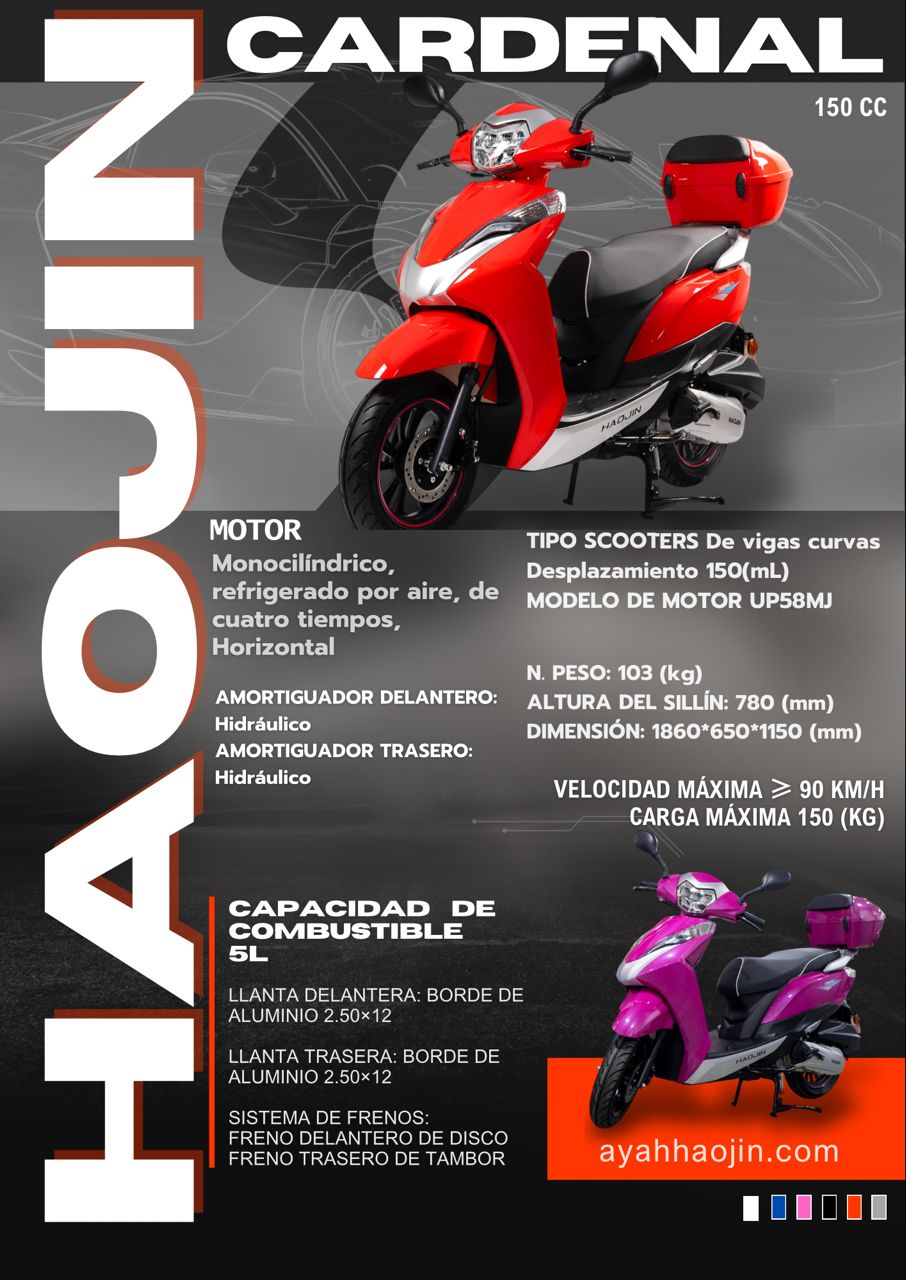 HAOJIN
CARDENAL
150 CC
HAOJIN
HAOJIN
MOTOR
Monocilíndrico,
refrigerado por aire, de
cuatro tiempos,
Horizontal
AMORTIGUADOR DELANTERO:
Hidráulico
AMORTIGUADOR TRASERO:
Hidráulico
TIPO SCOOTERS De vigas curvas
Desplazamiento 150(mL)
MODELO DE MOTOR UP58MJ
N. PESO: 103 (kg)
ALTURA DEL SILLÍN: 780 (mm)
DIMENSIÓN: 1860*650*1150 (mm)
VELOCIDAD MÁXIMA ⩾ 90 KM/H
CARGA MÁXIMA 150 (KG)
CAPACIDAD DE
COMBUSTIBLE
5L
LLANTA DELANTERA: BORDE DE
ALUMINIO 2.50×12
LLANTA TRASERA: BORDE DE
ALUMINIO 2.50×12
SISTEMA DE FRENOS:
FRENO DELANTERO DE DISCO
FRENO TRASERO DE TAMBOR
HAOJIN
ayahhaojin.com